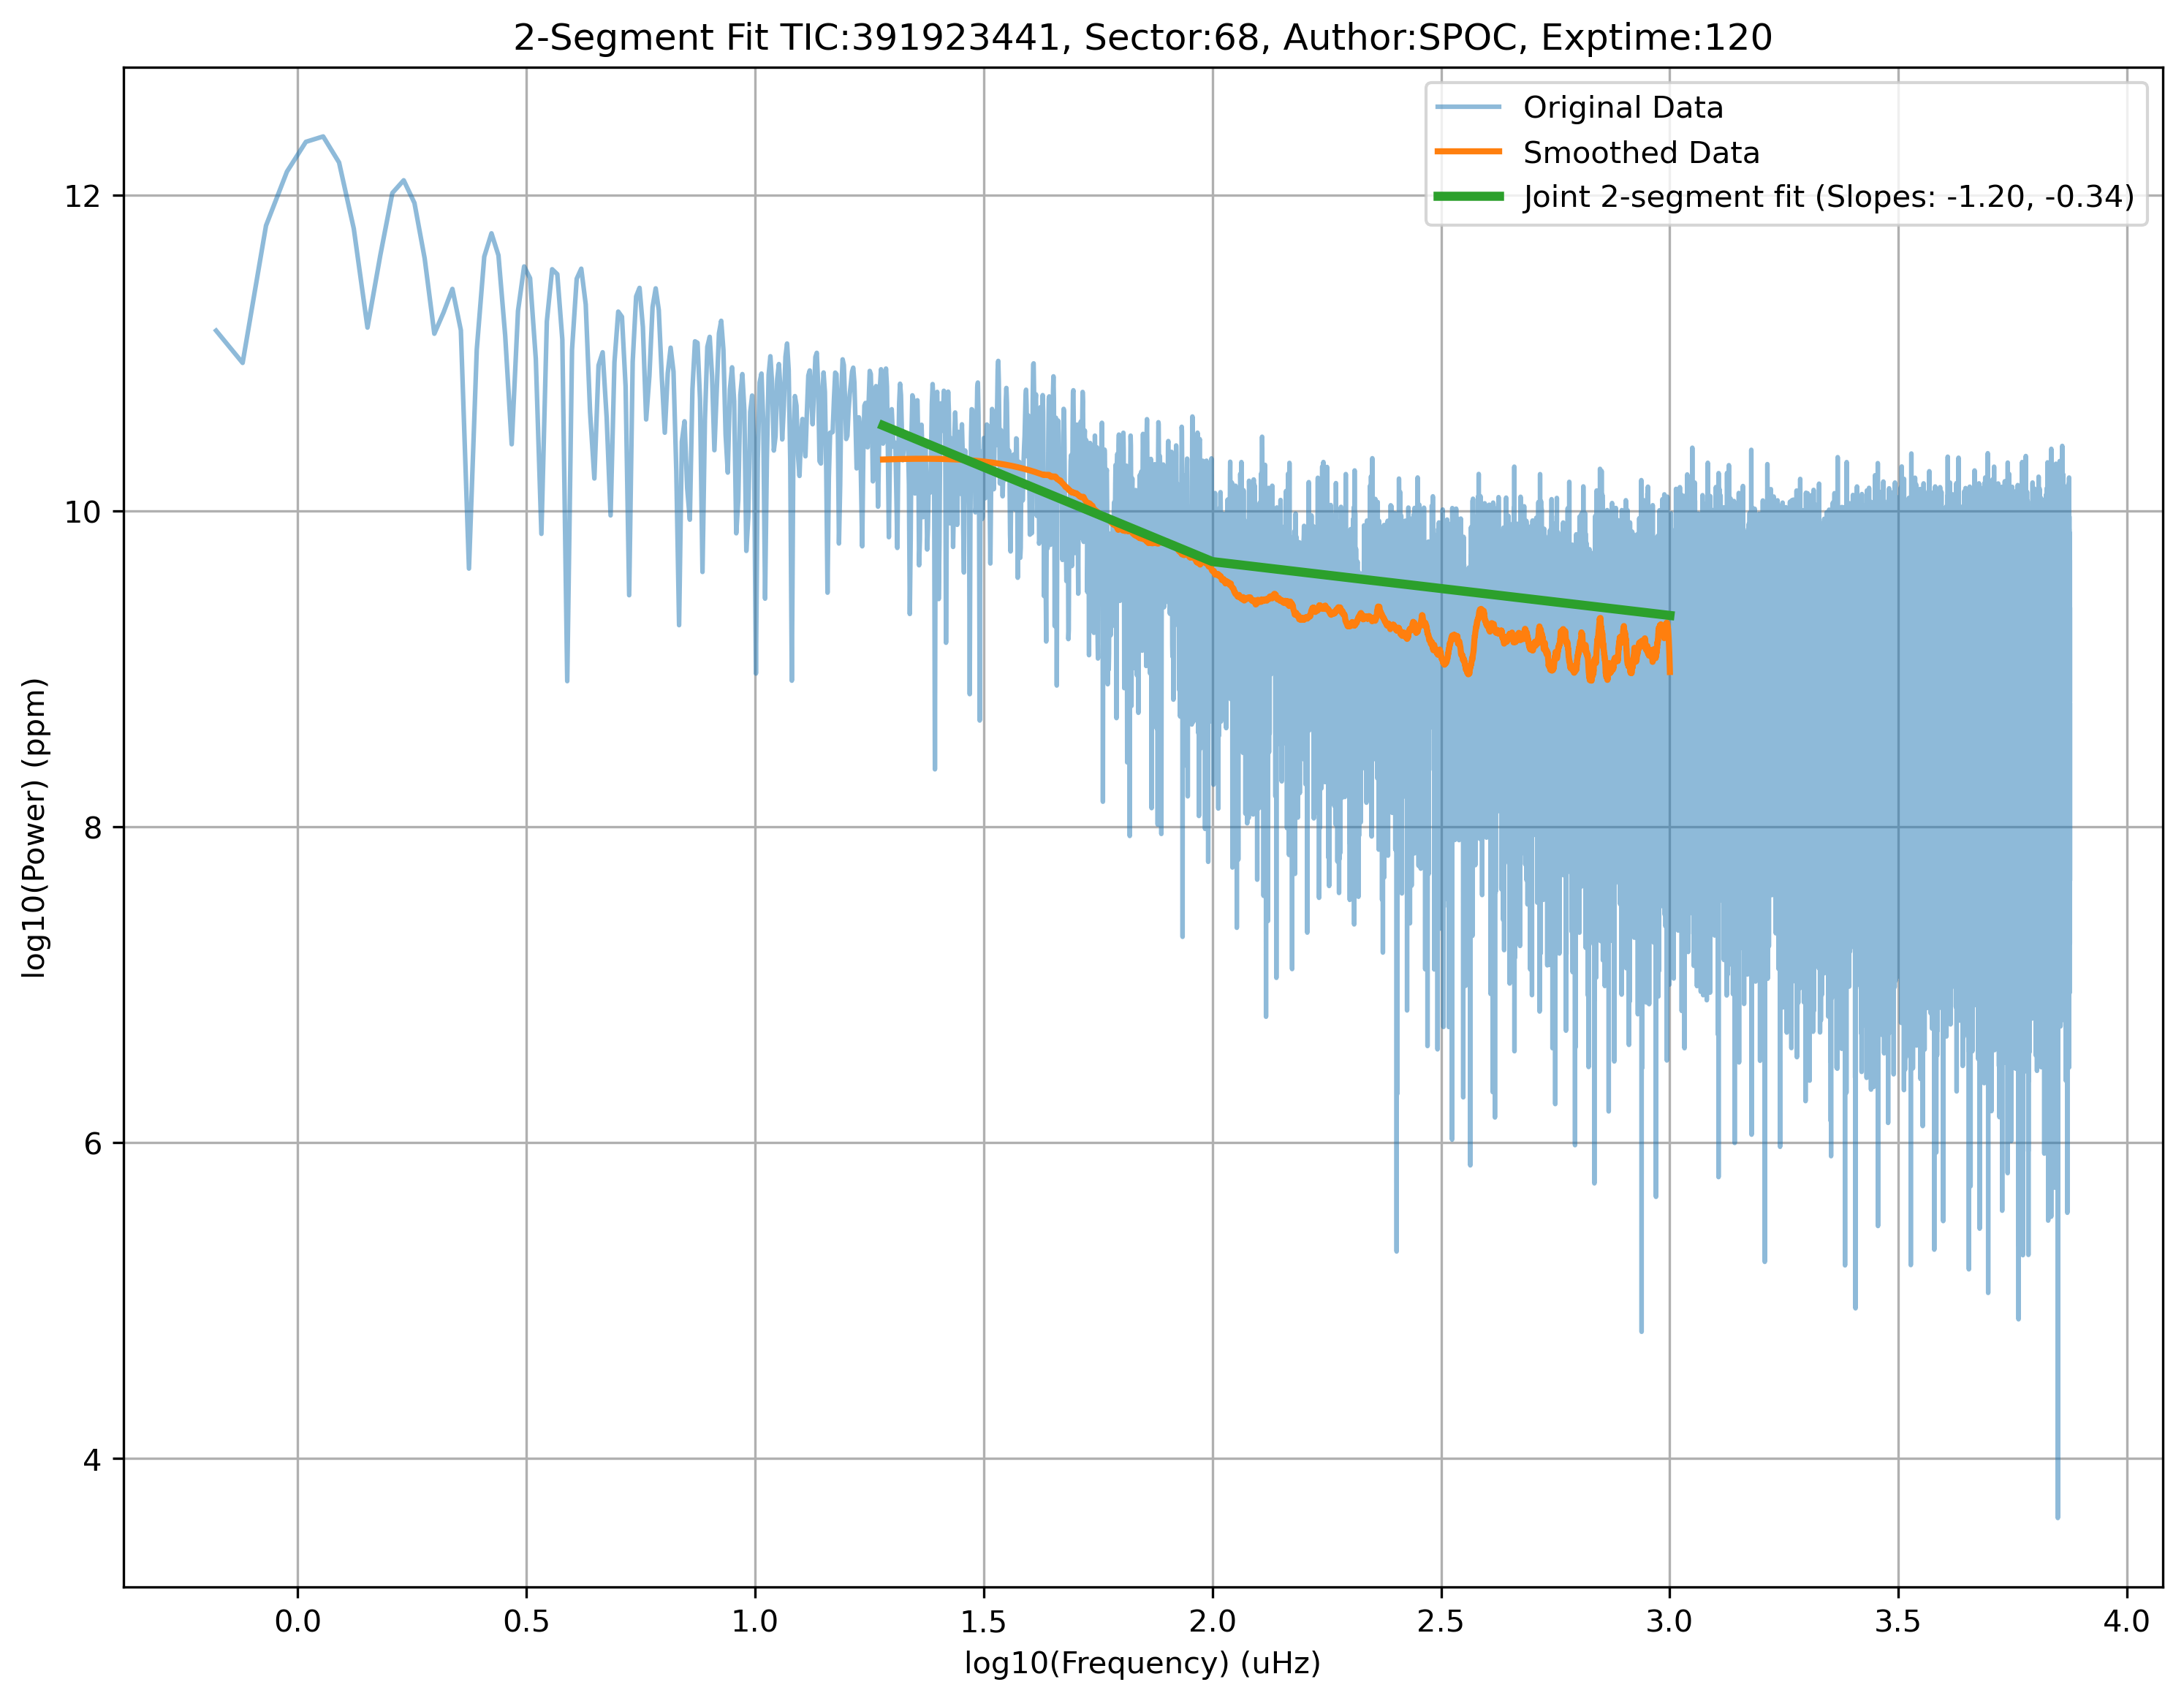 2-Segment Fit TIC:391923441, Sector:68, Author:SPOC, Exptime:120
Original Data
Smoothed Data
Joint 2-segment fit (Slopes: -1.20, -0.34)
log10(Power) (ppm)
12
10
8
6
4
0.0 0.5 1.0 1.5 2.0 2.5 3.0 3.5 4.0
log10(Frequency) (uHz)